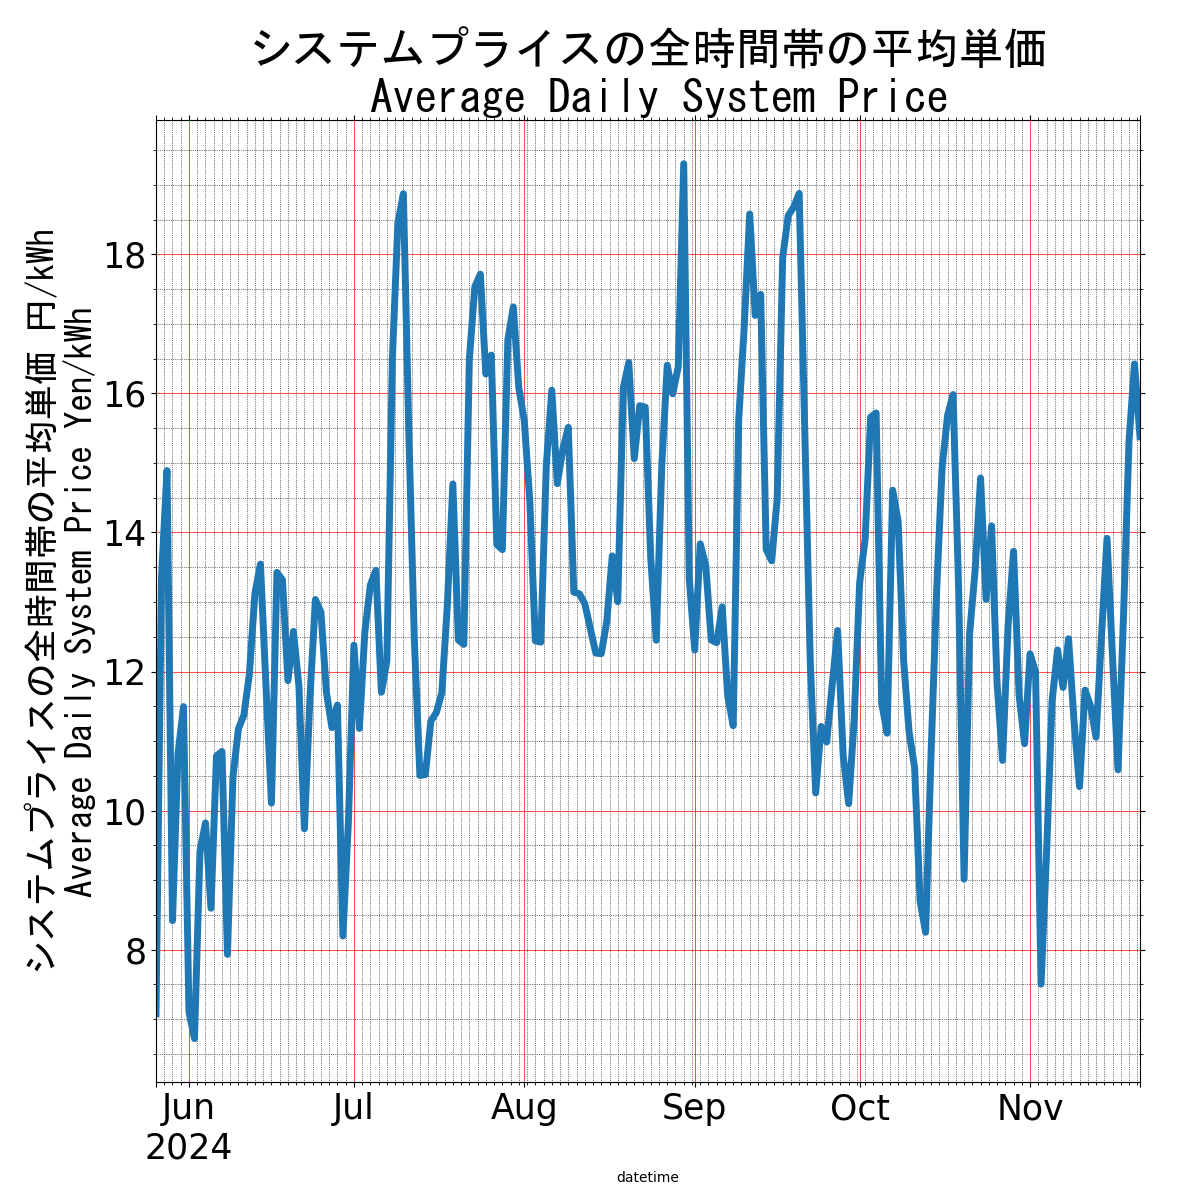 システムプライスの全時間帯の平均単価
Average Daily System Price
システムプライスの全時間帯の平均単価 円/kWh
Average Daily System Price Yen/kWh
18
16
14
12
10
8
Jun
2024
Jul
Aug
Sep
Oct
Nov
datetime